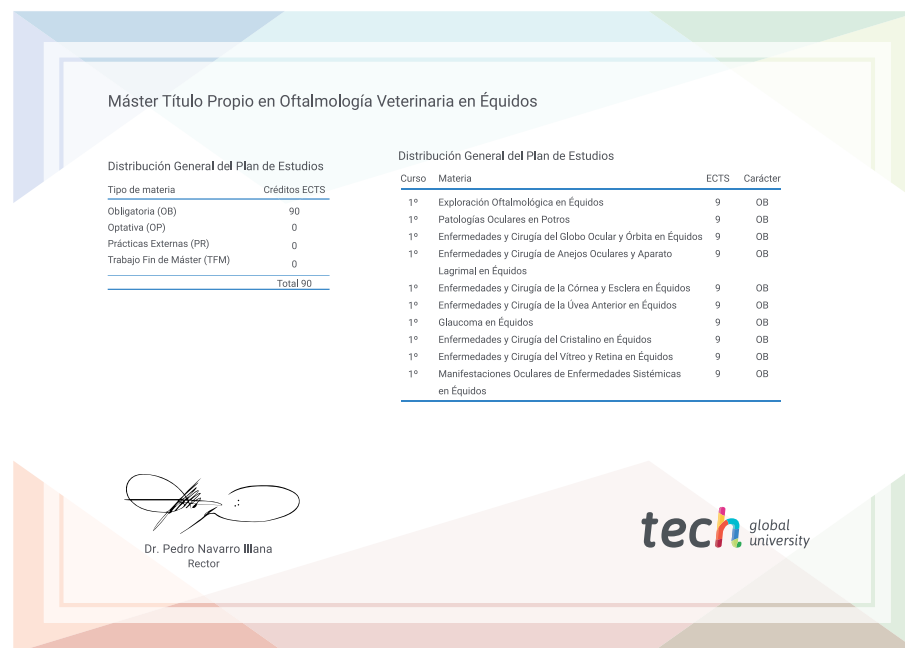 Máster Título Propio en Oftalmología Veterinaria en Équidos
Distribución General del Plan de Estudios
Tipo de materia Créditos ECTS
Obligatoria (OB) 90
Optativa (OP) 0
Prácticas Externas (PR) 0
Trabajo Fin de Máster (TFM) 0
Total 90
Distribución General del Plan de Estudios
Curso Materia ECTS Carácter
1º Exploración Oftalmológica en Équidos 9 OB
1º Patologías Oculares en Potros 9 OB
1º Enfermedades y Cirugía del Globo Ocular y Órbita en Équidos 9 OB
1º Enfermedades y Cirugía de Anejos Oculares y Aparato 9 OB
Lagrimal en Équidos
1º Enfermedades y Cirugía de la Córnea y Esclera en Équidos 9 OB
1º Enfermedades y Cirugía de la Úvea Anterior en Équidos 9 OB
1º Glaucoma en Équidos 9 OB
1º Enfermedades y Cirugía del Cristalino en Équidos 9 OB
1º Enfermedades y Cirugía del Vítreo y Retina en Équidos 9 OB
1º Manifestaciones Oculares de Enfermedades Sistémicas 9 OB
en Équidos
Dr. Pedro Navarro Illana
Rector
tech global
university